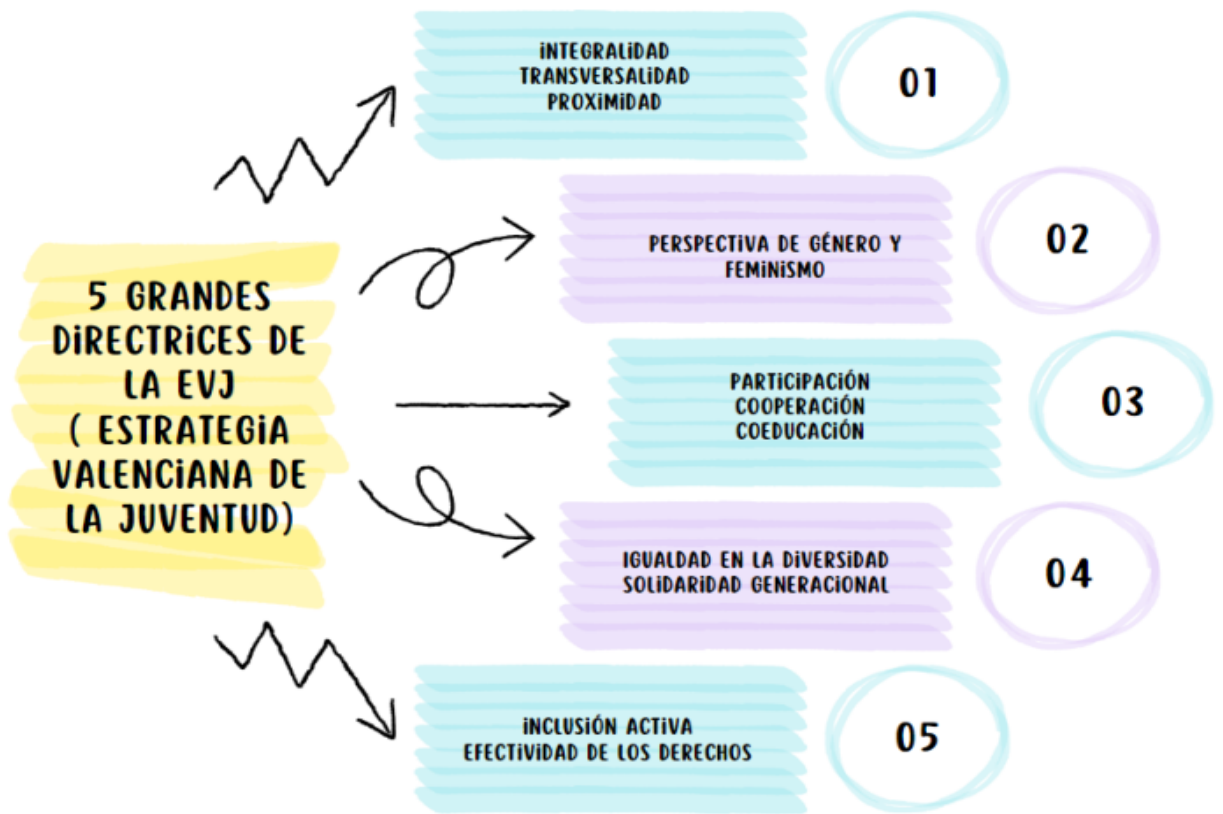 5 GRANDES
DIRECTRICES DE
LA EVJ
( ESTRATEGIA
VALENCIANA DE
LA JUVENTUD)
INTEGRALIDAD
TRANSVERSALIDAD
PROXIMIDAD
01
PERSPECTIVA DE GÉNERO Y
FEMINISMO
02
PARTICIPACIÓN
COOPERACIÓN
COEDUCACIÓN
03
IGUALDAD EN LA DIVERSIDAD
SOLIDARIDAD GENERACIONAL
04
INCLUSIÓN ACTIVA
EFECTIVIDAD DE LOS DERECHOS
05